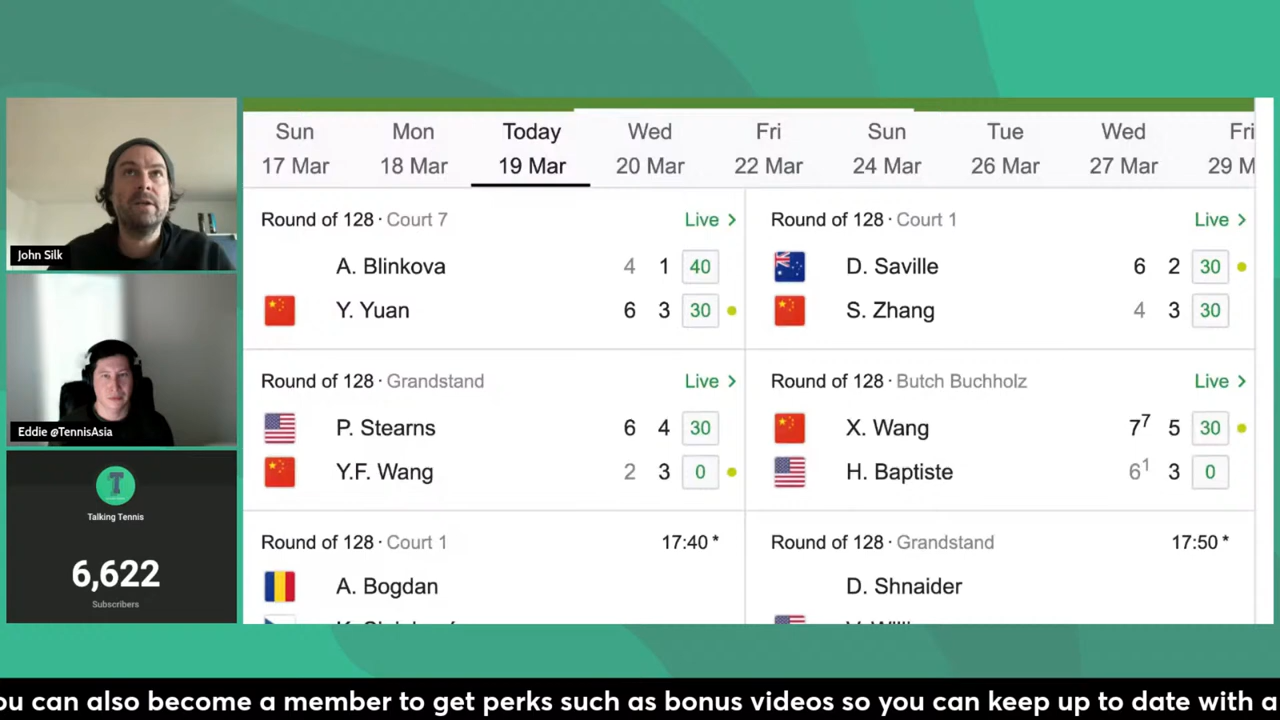 John Silk
Eddie @TennisAsia
Talking Tennis
6,622
Subscribers
Sun Mon Today Wed Fri Sun Tue Wed Fri
17 Mar 18 Mar 19 Mar 20 Mar 22 Mar 24 Mar 26 Mar 27 Mar 29 M
Round of 128 · Court 7 Live >
A. Blinkova 4 1 40
Y. Yuan 6 3 30
Round of 128 · Court 1 Live >
D. Saville 6 2 30
S. Zhang 4 3 30
Round of 128 · Grandstand Live >
P. Stearns 6 4 30
Y.F. Wang 2 3 0
Round of 128 · Butch Buchholz Live >
X. Wang 7⁷ 5 30
H. Baptiste 6¹ 3 0
Round of 128 · Court 1 17:40 *
A. Bogdan
Round of 128 · Grandstand 17:50 *
D. Shnaider
ou can also become a member to get perks such as bonus videos so you can keep up to date with a